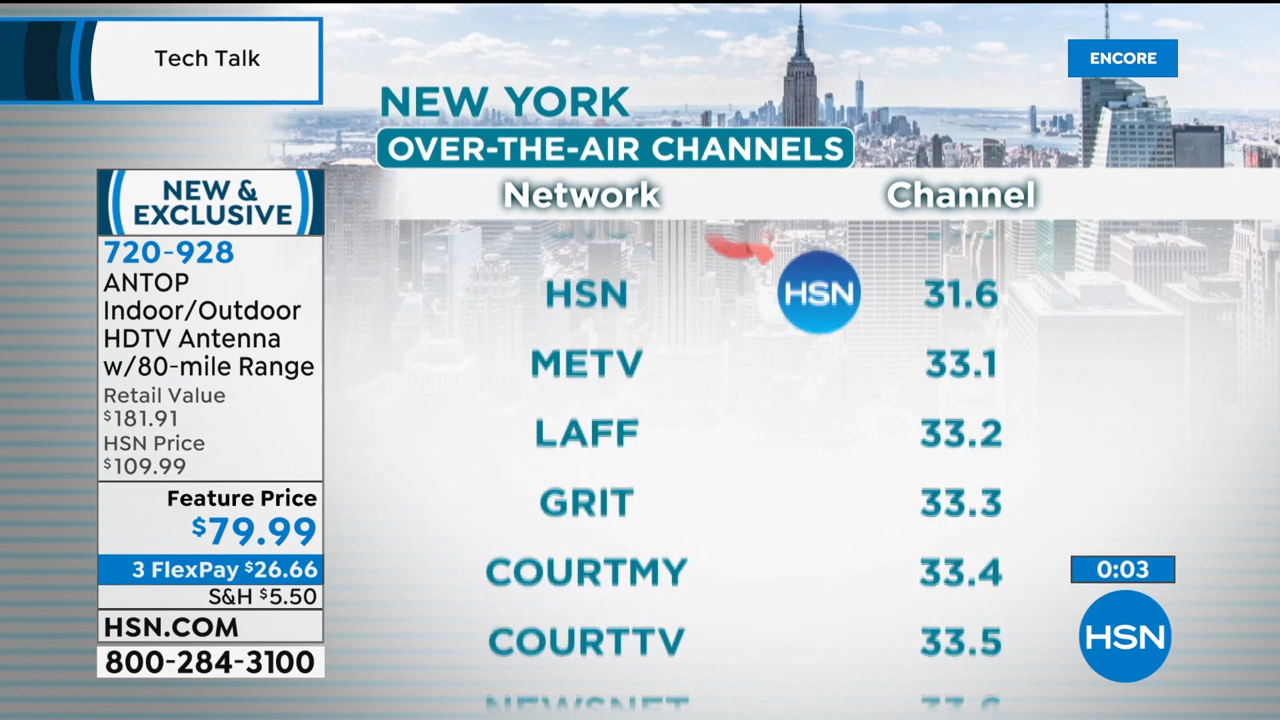 Tech Talk
ENCORE
NEW YORK
OVER-THE-AIR CHANNELS
Network Channel
NEW &
EXCLUSIVE
720-928
ANTOP
Indoor/Outdoor
HDTV Antenna
w/80-mile Range
Retail Value
$181.91
HSN Price
$109.99
Feature Price
$79.99
3 FlexPay $26.66
S&H $5.50
HSN.COM
800-284-3100
HSN HSN 31.6
METV 33.1
LAFF 33.2
GRIT 33.3
COURTMY 33.4
COURTTV 33.5
NEWSNET 33.6
0:03
HSN